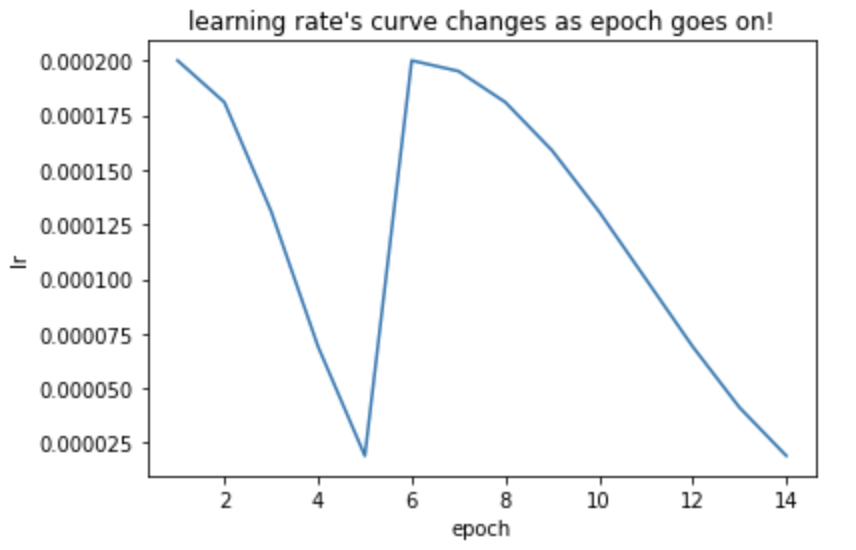 learning rate's curve changes as epoch goes on!
0.000200
0.000175
0.000150
0.000125
0.000100
0.000075
0.000050
0.000025
lr
2 4 6 8 10 12 14
epoch